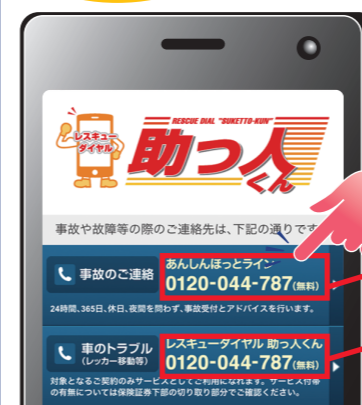 レスキュー
ダイヤル
RESCUE DIAL "SUKETTO-KUN"
助っ人
くん
事故や故障等の際のご連絡先は、下記の通りです
事故のご連絡
あんしんほっとライン
0120-044-787(無料)
24時間、365日、休日、夜間を問わず、事故受付とアドバイスを行います。
車のトラブル
(レッカー移動等)
レスキューダイヤル 助っ人くん
0120-044-787(無料)
対象となるご契約のみサービスとしてご利用になれます。サービス付帯
の有無については保険証券下部の切り取り部分でご確認ください。